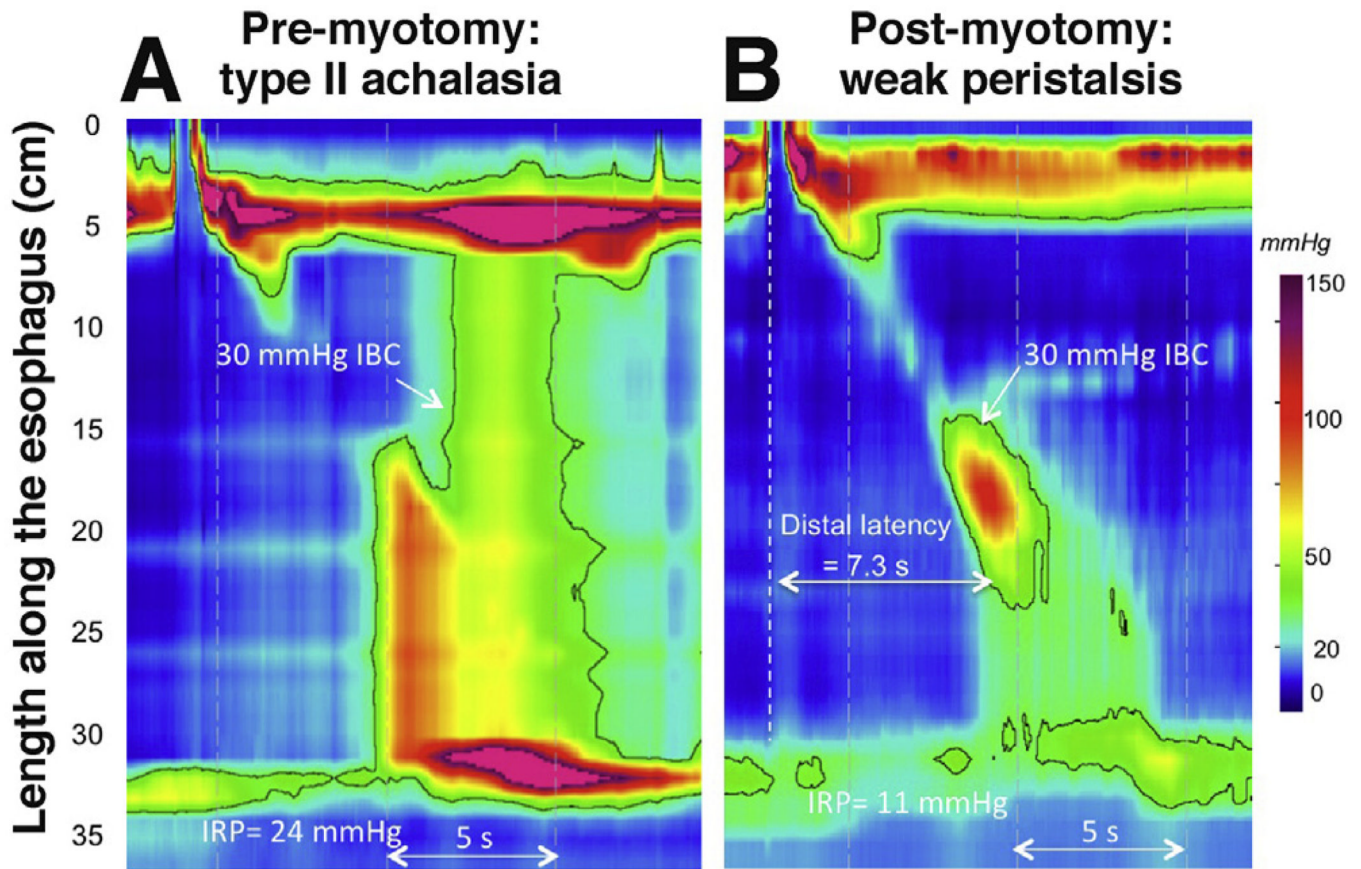 A
Pre-myotomy:
type II achalasia
B
Post-myotomy:
weak peristalsis
Length along the esophagus (cm)
0
5
10
15
20
25
30
35
30 mmHg IBC
IRP= 24 mmHg
5 s
30 mmHg IBC
Distal latency
= 7.3 s
IRP= 11 mmHg
5 s
mmHg
150
100
50
20
0